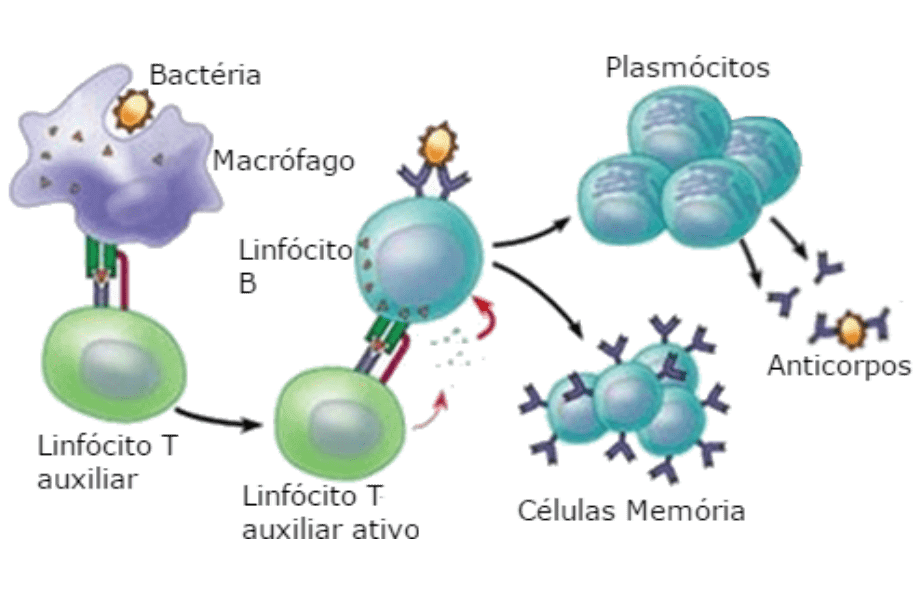 Bactéria
Macrófago
Linfócito T
auxiliar
Linfócito
B
Linfócito T
auxiliar ativo
Plasmócitos
Anticorpos
Células Memória